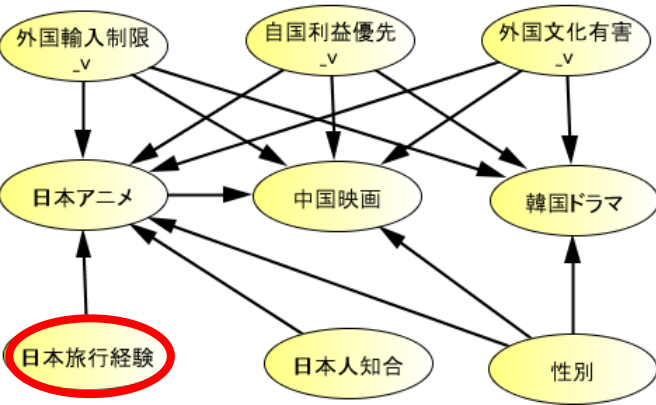 外国輸入制限
_v
自国利益優先
_v
外国文化有害
_v
日本アニメ
中国映画
韓国ドラマ
日本旅行経験
日本人知合
性別